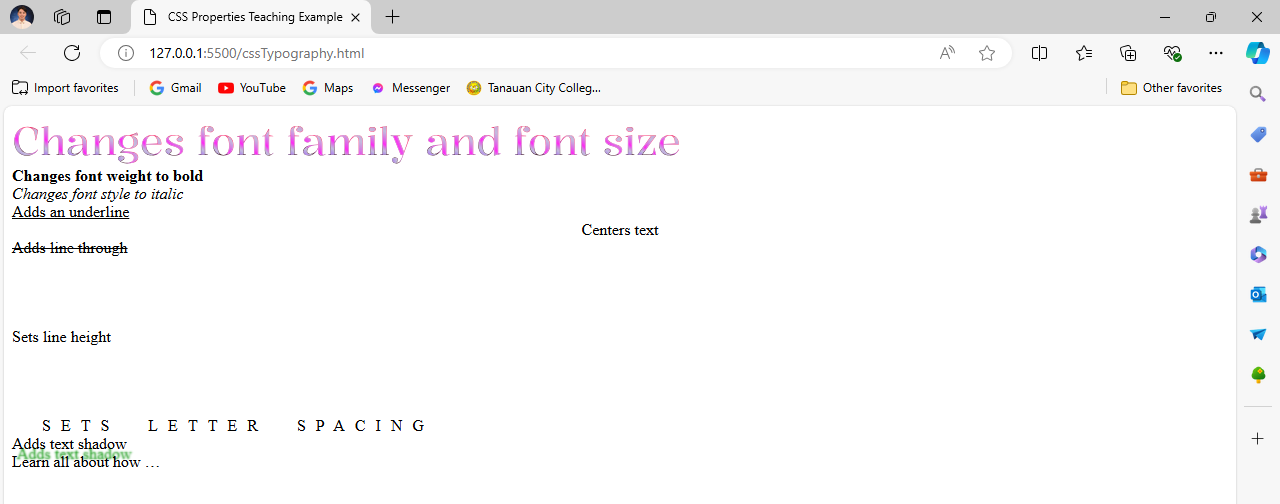 CSS Properties Teaching Example
127.0.0.1:5500/cssTypography.html
Import favorites Gmail YouTube Maps Messenger Tanauan City Colleg... Other favorites
Changes font family and font size
Changes font weight to bold
Changes font style to italic
Adds an underline
Centers text
Adds line through
Sets line height
SETS LETTER SPACING
Adds text shadow
Adds text shadow
Learn all about how …